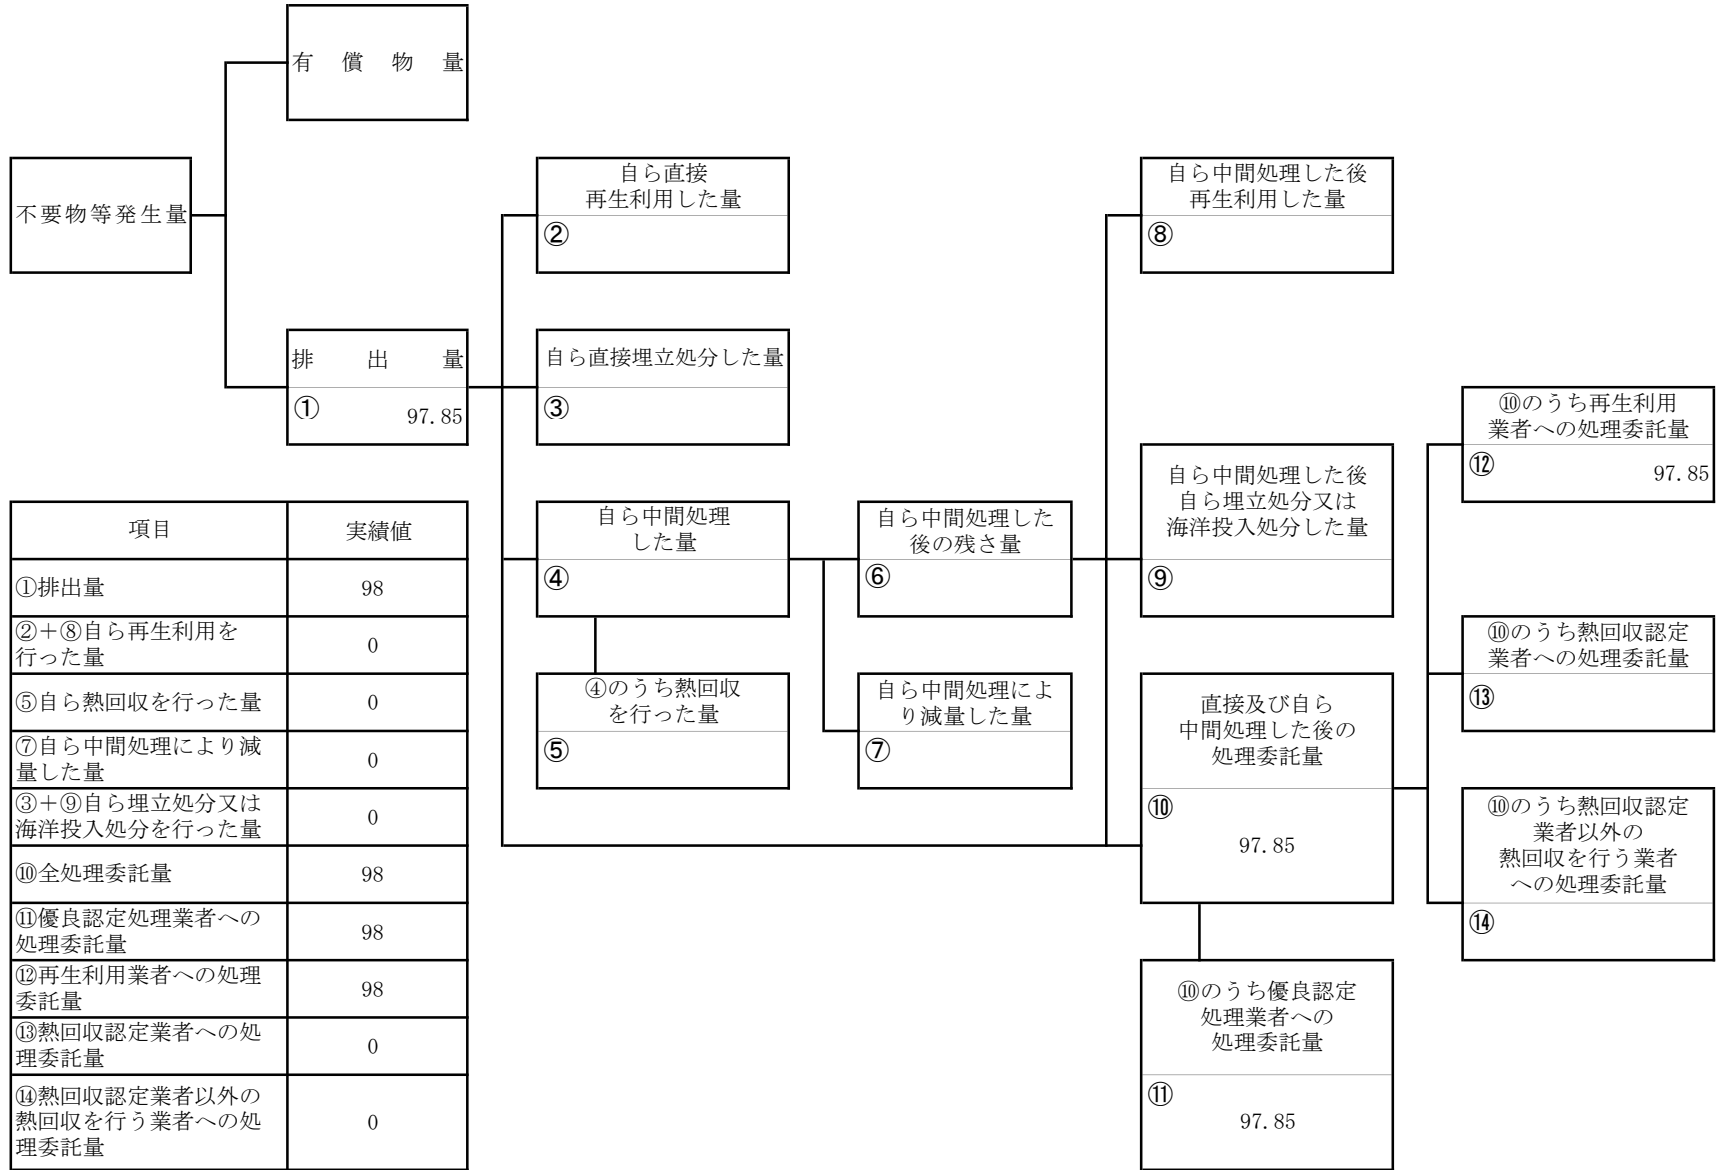 有償物量
不要物等発生量
排出量
① 97.85
自ら直接
再生利用した量
②
自ら直接埋立処分した量
③
自ら中間処理
した量
④
④のうち熱回収
を行った量
⑤
自ら中間処理した
後の残さ量
⑥
自ら中間処理によ
り減量した量
⑦
自ら中間処理した後
再生利用した量
⑧
自ら中間処理した後
自ら埋立処分又は
海洋投入処分した量
⑨
直接及び自ら
中間処理した後の
処理委託量
⑩
97.85
⑩のうち優良認定
処理業者への
処理委託量
⑪
97.85
⑩のうち再生利用
業者への処理委託量
⑫ 97.85
⑩のうち熱回収認定
業者への処理委託量
⑬
⑩のうち熱回収認定
業者以外の
熱回収を行う業者
への処理委託量
⑭
項目 実績値
①排出量 98
②＋⑧自ら再生利用を
行った量 0
⑤自ら熱回収を行った量 0
⑦自ら中間処理により減
量した量 0
③＋⑨自ら埋立処分又は
海洋投入処分を行った量 0
⑩全処理委託量 98
⑪優良認定処理業者への
処理委託量 98
⑫再生利用業者への処理
委託量 98
⑬熱回収認定業者への処
理委託量 0
⑭熱回収認定業者以外の
熱回収を行う業者への処
理委託量 0